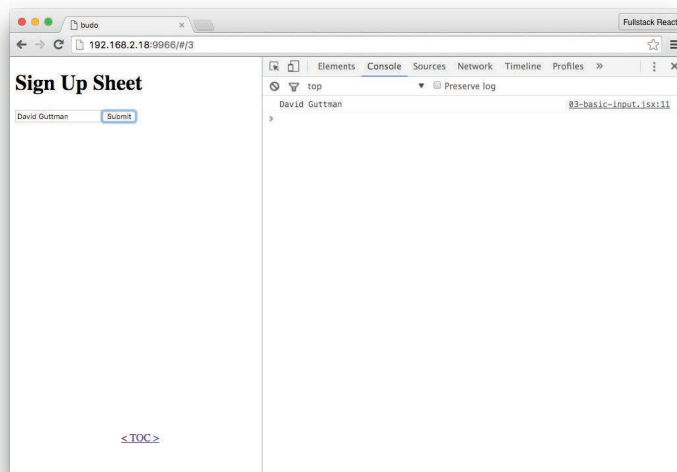 budo
Fullstack React
192.168.2.18:9966/#/3
Sign Up Sheet
David Guttman Submit
< TOC >
Elements Console Sources Network Timeline Profiles »
top Preserve log
David Guttman 03-basic-input.jsx:11
>